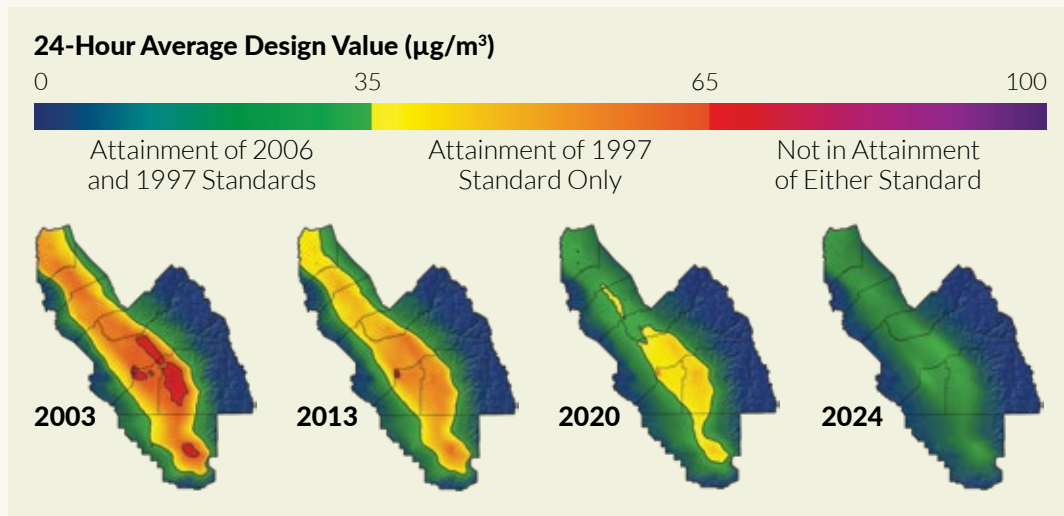 24-Hour Average Design Value (µg/m³)
0 35 65 100
Attainment of 2006 and 1997 Standards
Attainment of 1997 Standard Only
Not in Attainment of Either Standard
2003 2013 2020 2024